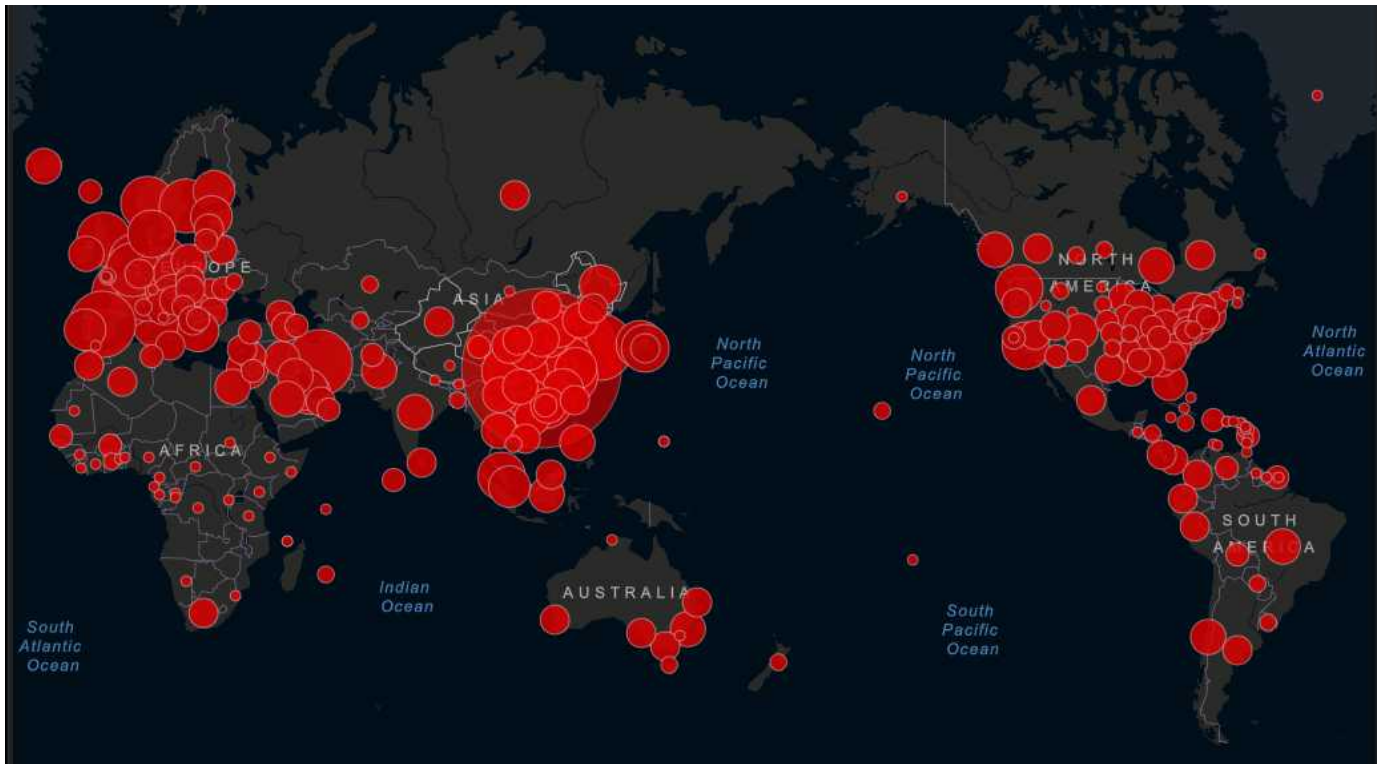 EUROPE
ASIA
NORTH
AMERICA
North
Pacific
Ocean
North
Pacific
Ocean
North
Atlantic
Ocean
AFRICA
SOUTH
AMERICA
Indian
Ocean
AUSTRALIA
South
Atlantic
Ocean
South
Pacific
Ocean